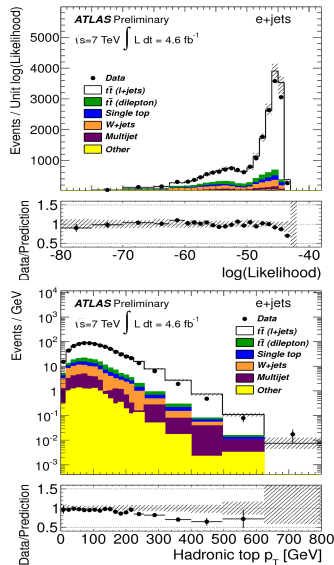 ATLAS Preliminary
e+jets
√s=7 TeV ∫ L dt = 4.6 fb⁻¹
Events / Unit log(Likelihood)
6000
5000
4000
3000
2000
1000
Data
tt̄ (l+jets)
tt̄ (dilepton)
Single top
W+jets
Multijet
Other
Data/Prediction
1.5
1
0.5
-80 -70 -60 -50 -40
log(Likelihood)
ATLAS Preliminary
e+jets
√s=7 TeV ∫ L dt = 4.6 fb⁻¹
Events / GeV
10⁴
10³
10²
10
1
10⁻¹
10⁻²
10⁻³
Data
tt̄ (l+jets)
tt̄ (dilepton)
Single top
W+jets
Multijet
Other
Data/Prediction
1.5
1
0.5
0 100 200 300 400 500 600 700 800
Hadronic top p_T [GeV]